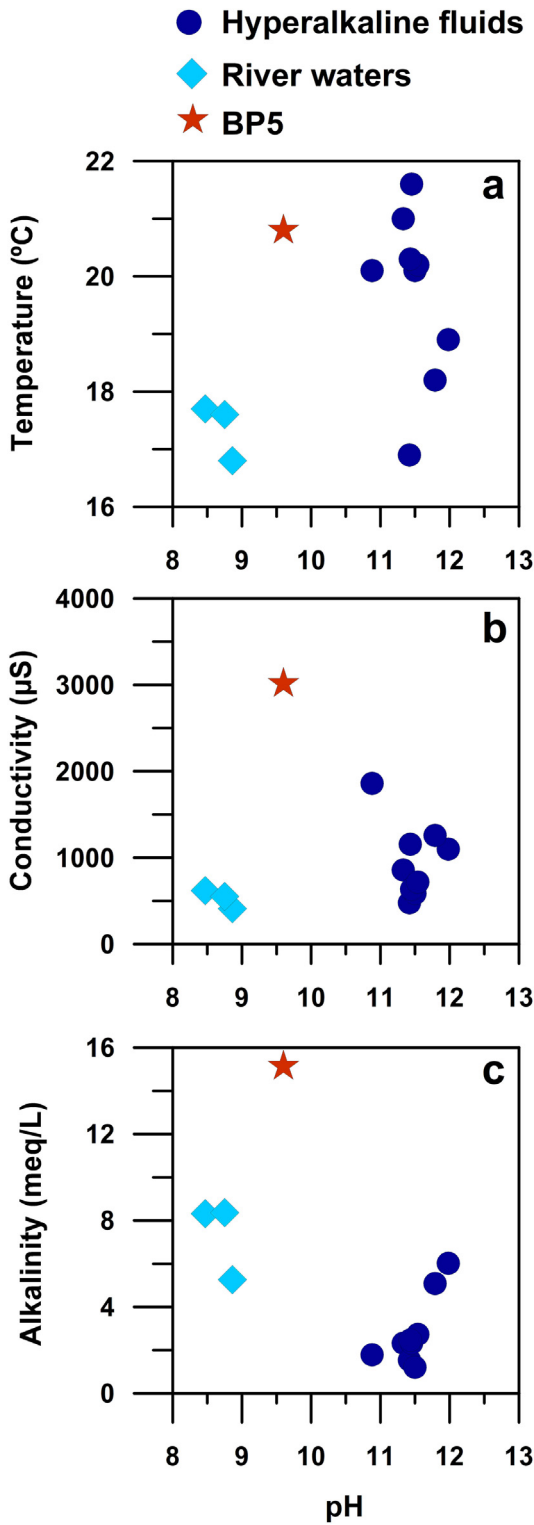 Hyperalkaline fluids
River waters
BP5
a
22
20
18
16
Temperature (ºC)
8 9 10 11 12 13
b
4000
3000
2000
1000
0
Conductivity (µS)
8 9 10 11 12 13
c
16
12
8
4
0
Alkalinity (meq/L)
8 9 10 11 12 13
pH